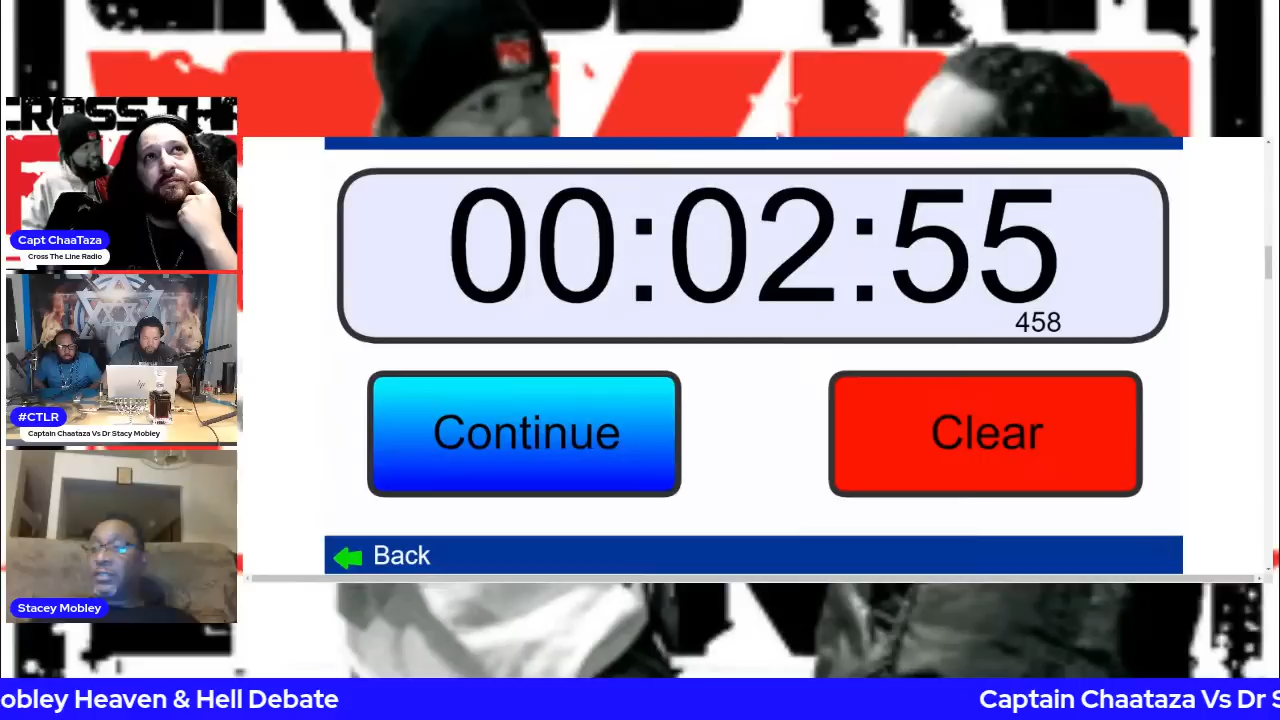 CROSS THE
Capt ChaaTaza
Cross The Line Radio
#CTLR
Captain Chaataza Vs Dr Stacy Mobley
Stacey Mobley
00:02:55
458
Continue
Clear
Back
obley Heaven & Hell Debate
Captain Chaataza Vs Dr S